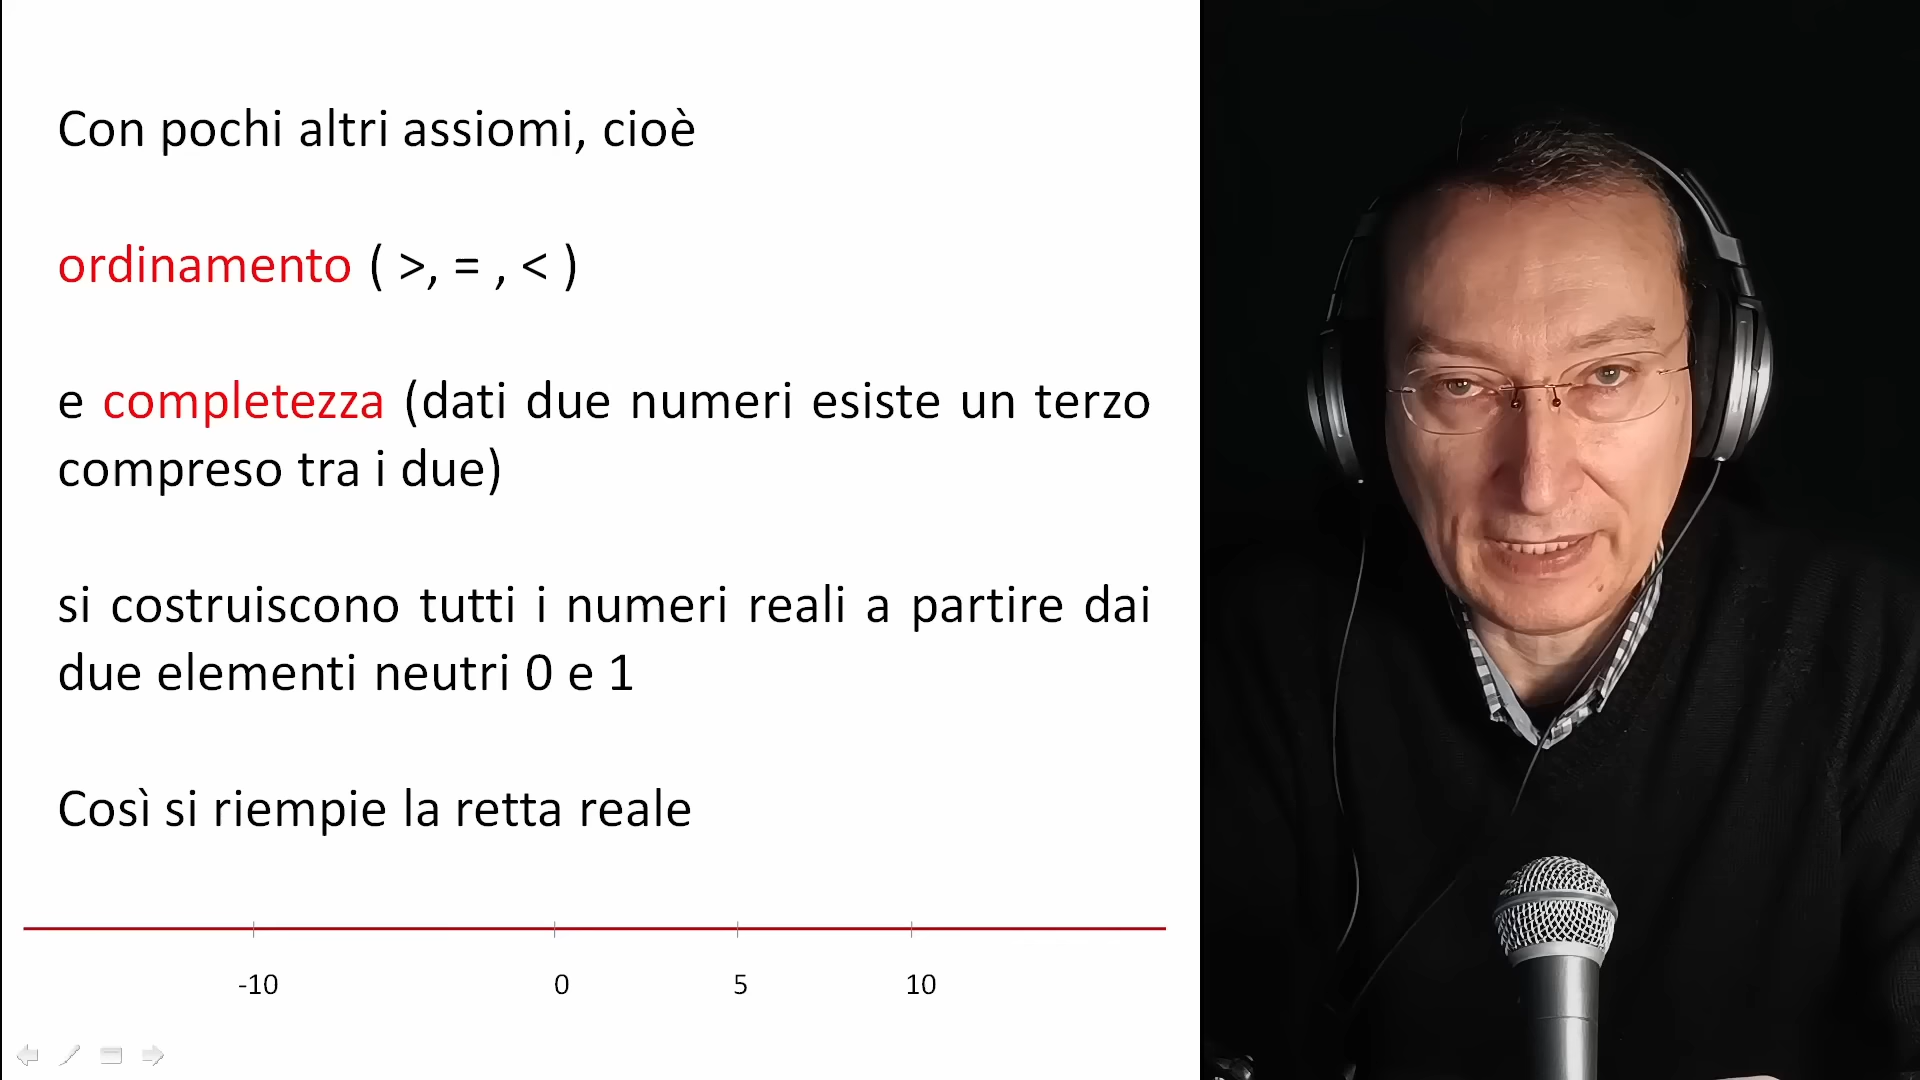 Con pochi altri assiomi, cioè
ordinamento ( >, = , < )
e completezza (dati due numeri esiste un terzo
compreso tra i due)
si costruiscono tutti i numeri reali a partire dai
due elementi neutri 0 e 1
Così si riempie la retta reale
-10 0 5 10